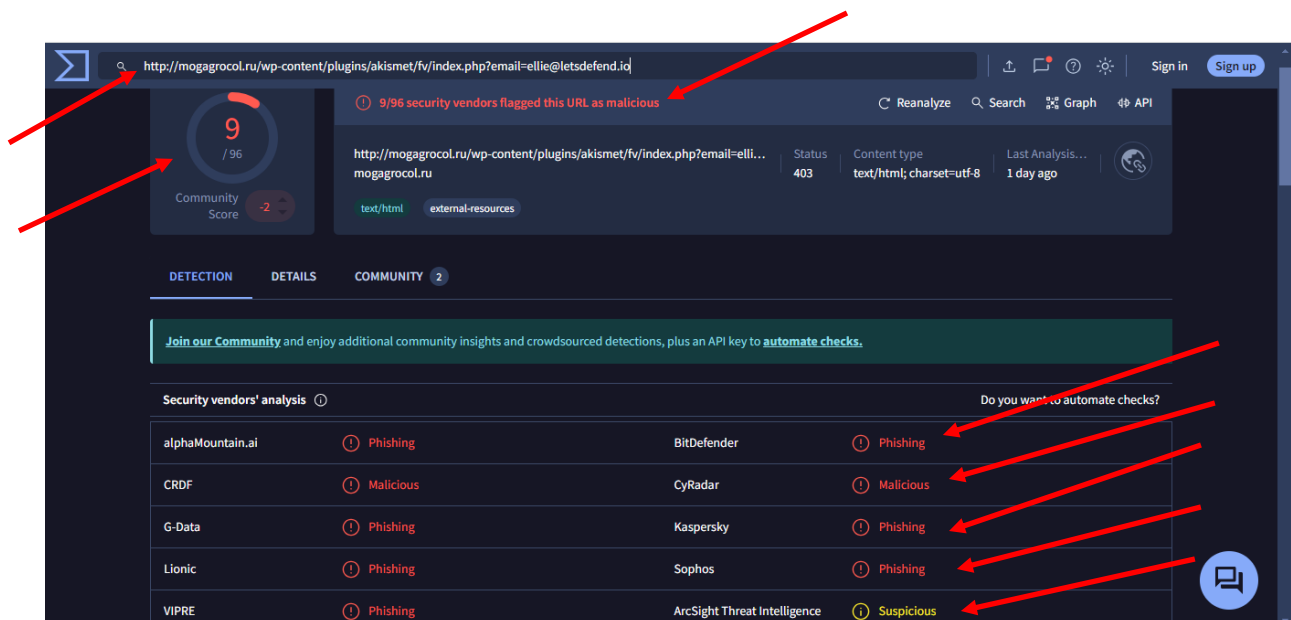 http://mogagrocol.ru/wp-content/plugins/akismet/fv/index.php?email=ellie@letsdefend.io
Sign in
Sign up
9
/ 96
Community
Score
-2
9/96 security vendors flagged this URL as malicious
Reanalyze
Search
Graph
API
http://mogagrocol.ru/wp-content/plugins/akismet/fv/index.php?email=elli...
mogagrocol.ru
Status
403
Content type
text/html; charset=utf-8
Last Analysis...
1 day ago
text/html
external-resources
DETECTION
DETAILS
COMMUNITY 2
Join our Community and enjoy additional community insights and crowdsourced detections, plus an API key to automate checks.
Security vendors' analysis
Do you want to automate checks?
alphaMountain.ai Phishing BitDefender Phishing
CRDF Malicious CyRadar Malicious
G-Data Phishing Kaspersky Phishing
Lionic Phishing Sophos Phishing
VIPRE Phishing ArcSight Threat Intelligence Suspicious